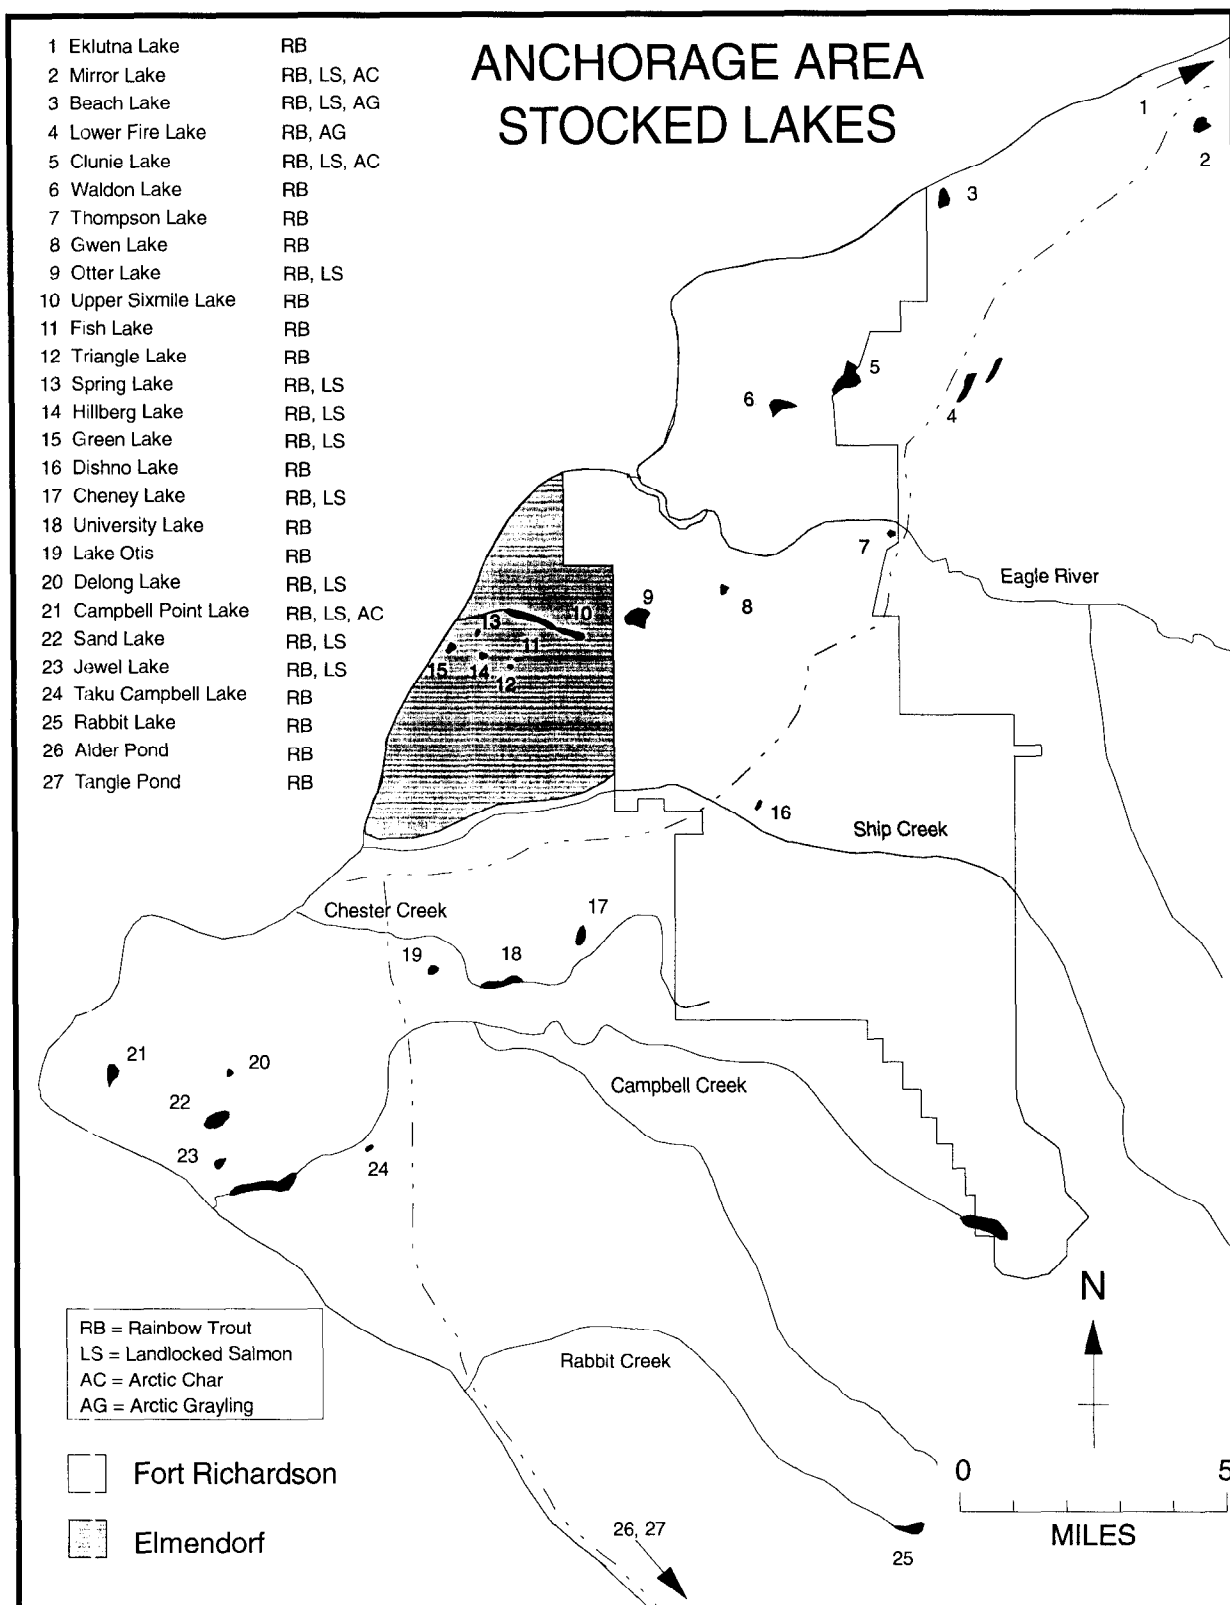 ANCHORAGE AREA
STOCKED LAKES
1 Eklutna Lake RB
2 Mirror Lake RB, LS, AC
3 Beach Lake RB, LS, AG
4 Lower Fire Lake RB, AG
5 Clunie Lake RB, LS, AC
6 Waldon Lake RB
7 Thompson Lake RB
8 Gwen Lake RB
9 Otter Lake RB, LS
10 Upper Sixmile Lake RB
11 Fish Lake RB
12 Triangle Lake RB
13 Spring Lake RB, LS
14 Hillberg Lake RB, LS
15 Green Lake RB, LS
16 Dishno Lake RB
17 Cheney Lake RB, LS
18 University Lake RB
19 Lake Otis RB
20 Delong Lake RB, LS
21 Campbell Point Lake RB, LS, AC
22 Sand Lake RB, LS
23 Jewel Lake RB, LS
24 Taku Campbell Lake RB
25 Rabbit Lake RB
26 Alder Pond RB
27 Tangle Pond RB
1
2
3
5
6
4
7
Eagle River
9
8
10
13
11
15
14
12
16
Ship Creek
Chester Creek
17
19
18
21
20
Campbell Creek
22
23
24
N
RB = Rainbow Trout
LS = Landlocked Salmon
AC = Arctic Char
AG = Arctic Grayling
Rabbit Creek
Fort Richardson
Elmendorf
0 5
MILES
26, 27
25